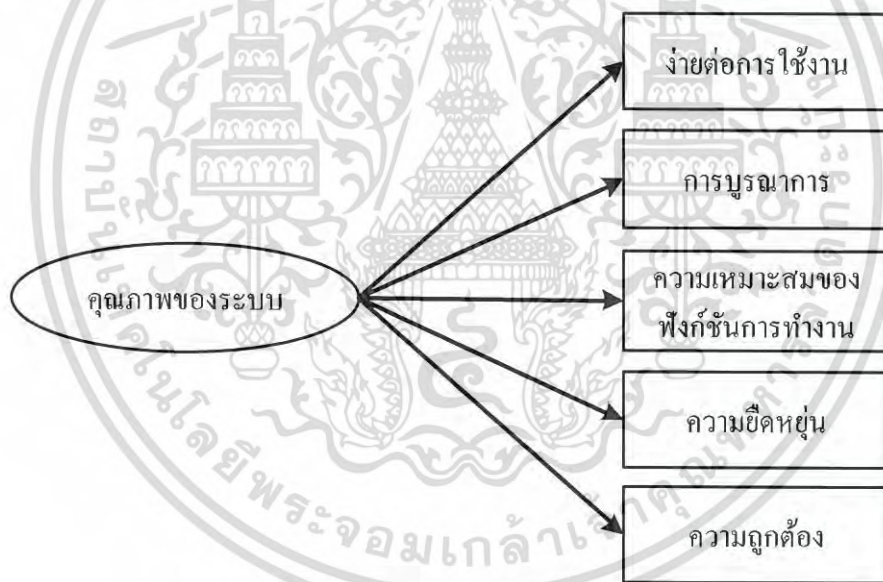 ง่ายต่อการใช้งาน
การบูรณาการ
คุณภาพของระบบ
ความเหมาะสมของ
ฟังก์ชันการทำงาน
ความยืดหยุ่น
ความถูกต้อง